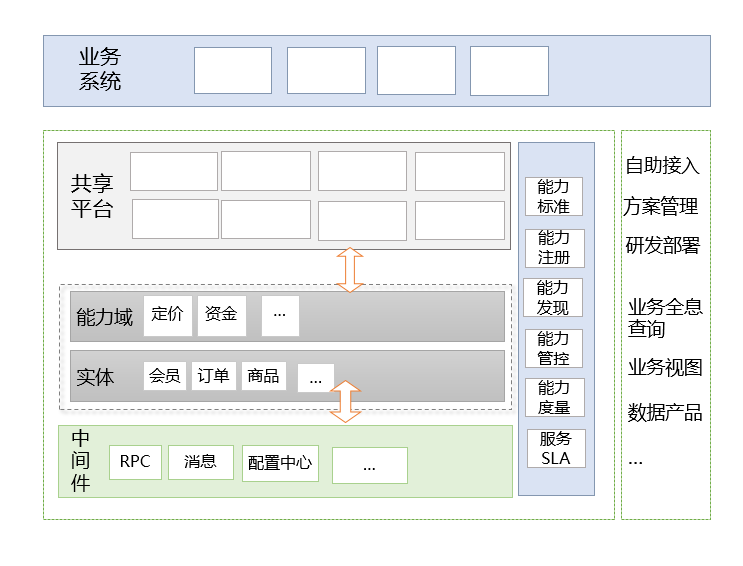 业务
系统
共享
平台
能力域
定价
资金
...
实体
会员
订单
商品
...
中
间
件
RPC
消息
配置中心
...
能力
标准
能力
注册
能力
发现
能力
管控
能力
度量
服务
SLA
自助接入
方案管理
研发部署
业务全息
查询
业务视图
数据产品
...